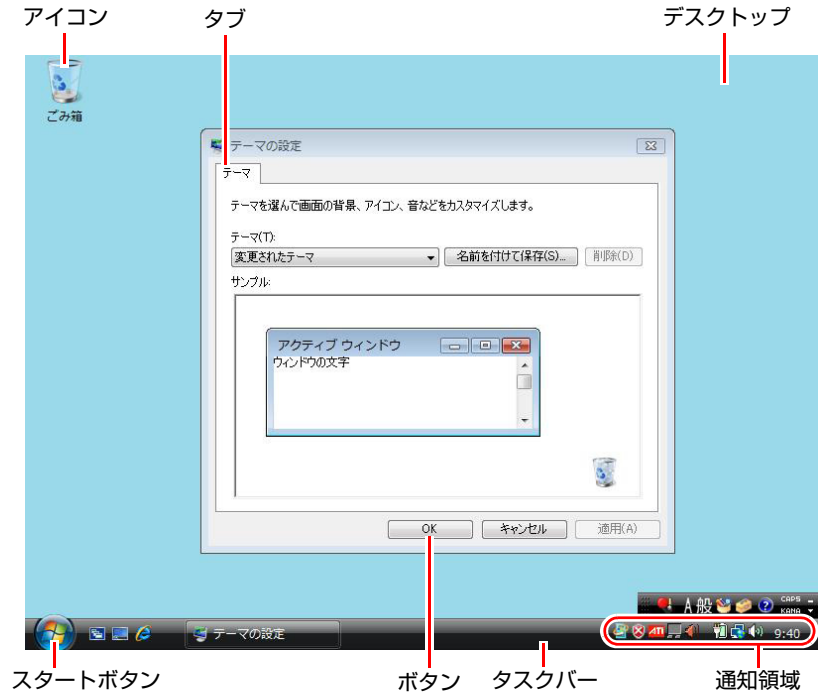 アイコン
タブ
デスクトップ
ごみ箱
テーマの設定
テーマ
テーマを選んで画面の背景、アイコン、音などをカスタマイズします。
テーマ(T):
変更されたテーマ
名前を付けて保存(S)...
削除(D)
サンプル:
アクティブ ウィンドウ
ウィンドウの文字
OK
キャンセル
適用(A)
A 般
CAPS
KANA
テーマの設定
ATI
9:40
スタートボタン
ボタン
タスクバー
通知領域